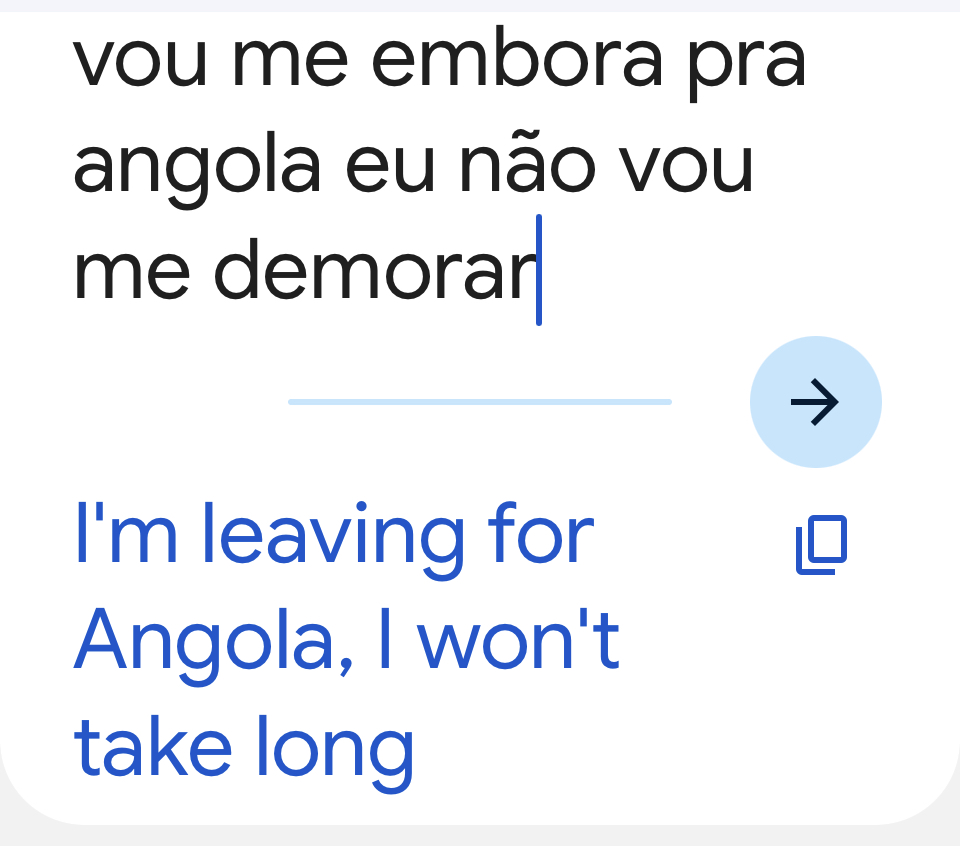 vou me embora pra
angola eu não vou
me demorar
I'm leaving for
Angola, I won't
take long